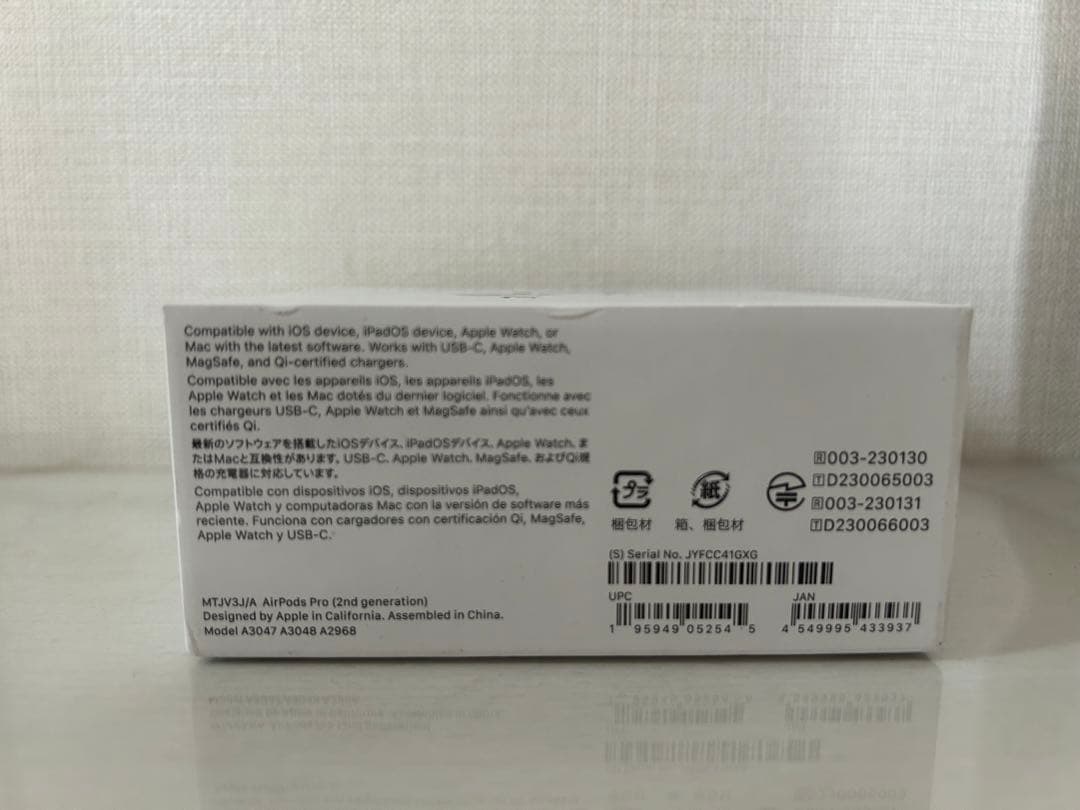 Compatible with iOS device, iPadOS device, Apple Watch, or
Mac with the latest software. Works with USB-C, Apple Watch,
MagSafe, and Qi-certified chargers.
Compatible avec les appareils iOS, les appareils iPadOS, les
Apple Watch et les Mac dotés du dernier logiciel. Fonctionne avec
les chargeurs USB-C, Apple Watch et MagSafe ainsi qu'avec ceux
certifiés Qi.
最新のソフトウェアを搭載したiOSデバイス、iPadOSデバイス、Apple Watch、ま
たはMacと互換性があります。USB-C、Apple Watch、MagSafe、およびQi規
格の充電器に対応しています。
Compatible con dispositivos iOS, dispositivos iPadOS,
Apple Watch y computadoras Mac con la versión de software más
reciente. Funciona con cargadores con certificación Qi, MagSafe,
Apple Watch y USB-C.
MTJV3J/A AirPods Pro (2nd generation)
Designed by Apple in California. Assembled in China.
Model A3047 A3048 A2968
プラ
梱包材
紙
箱、梱包材
R 003-230130
T D230065003
R 003-230131
T D230066003
(S) Serial No. JYFCC41GXG
UPC
1 95949 05254 5
JAN
4 549995 433937